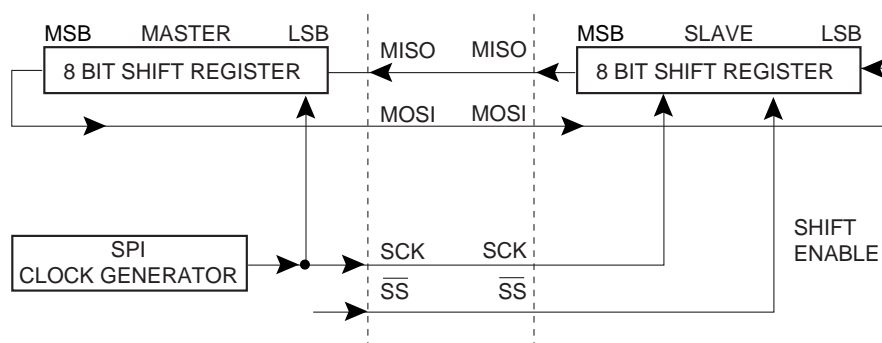 MSB MASTER LSB
8 BIT SHIFT REGISTER
MISO MISO
MSB SLAVE LSB
8 BIT SHIFT REGISTER
MOSI MOSI
SHIFT
ENABLE
SPI
CLOCK GENERATOR
SCK SCK
SS SS